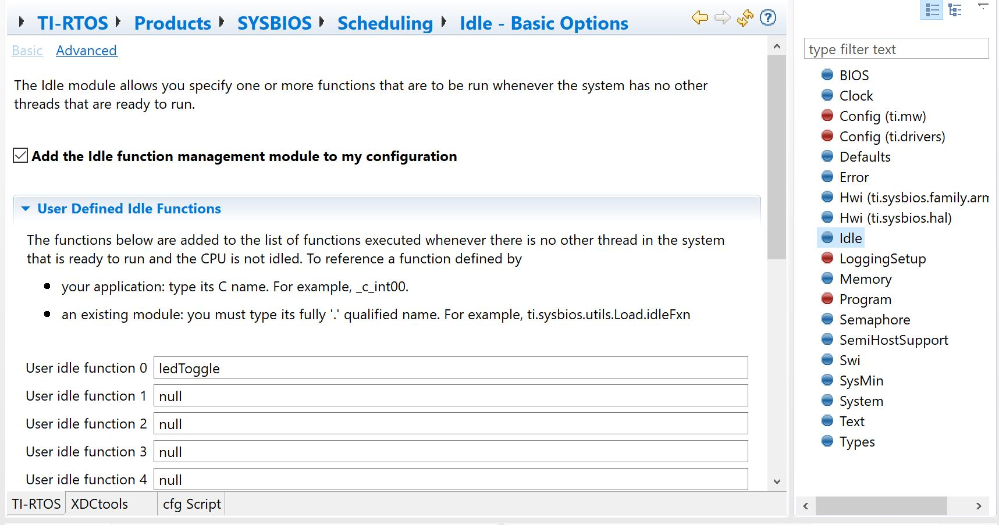 TI-RTOS Products SYSBIOS Scheduling Idle - Basic Options
Basic Advanced
The Idle module allows you specify one or more functions that are to be run whenever the system has no other
threads that are ready to run.
Add the Idle function management module to my configuration
User Defined Idle Functions
The functions below are added to the list of functions executed whenever there is no other thread in the system
that is ready to run and the CPU is not idled. To reference a function defined by
• your application: type its C name. For example, _c_int00.
• an existing module: you must type its fully '.' qualified name. For example, ti.sysbios.utils.Load.idleFxn
User idle function 0 ledToggle
User idle function 1 null
User idle function 2 null
User idle function 3 null
User idle function 4 null
TI-RTOS XDCtools cfg Script
type filter text
BIOS
Clock
Config (ti.mw)
Config (ti.drivers)
Defaults
Error
Hwi (ti.sysbios.family.arm
Hwi (ti.sysbios.hal)
Idle
LoggingSetup
Memory
Program
Semaphore
SemiHostSupport
Swi
SysMin
System
Text
Types